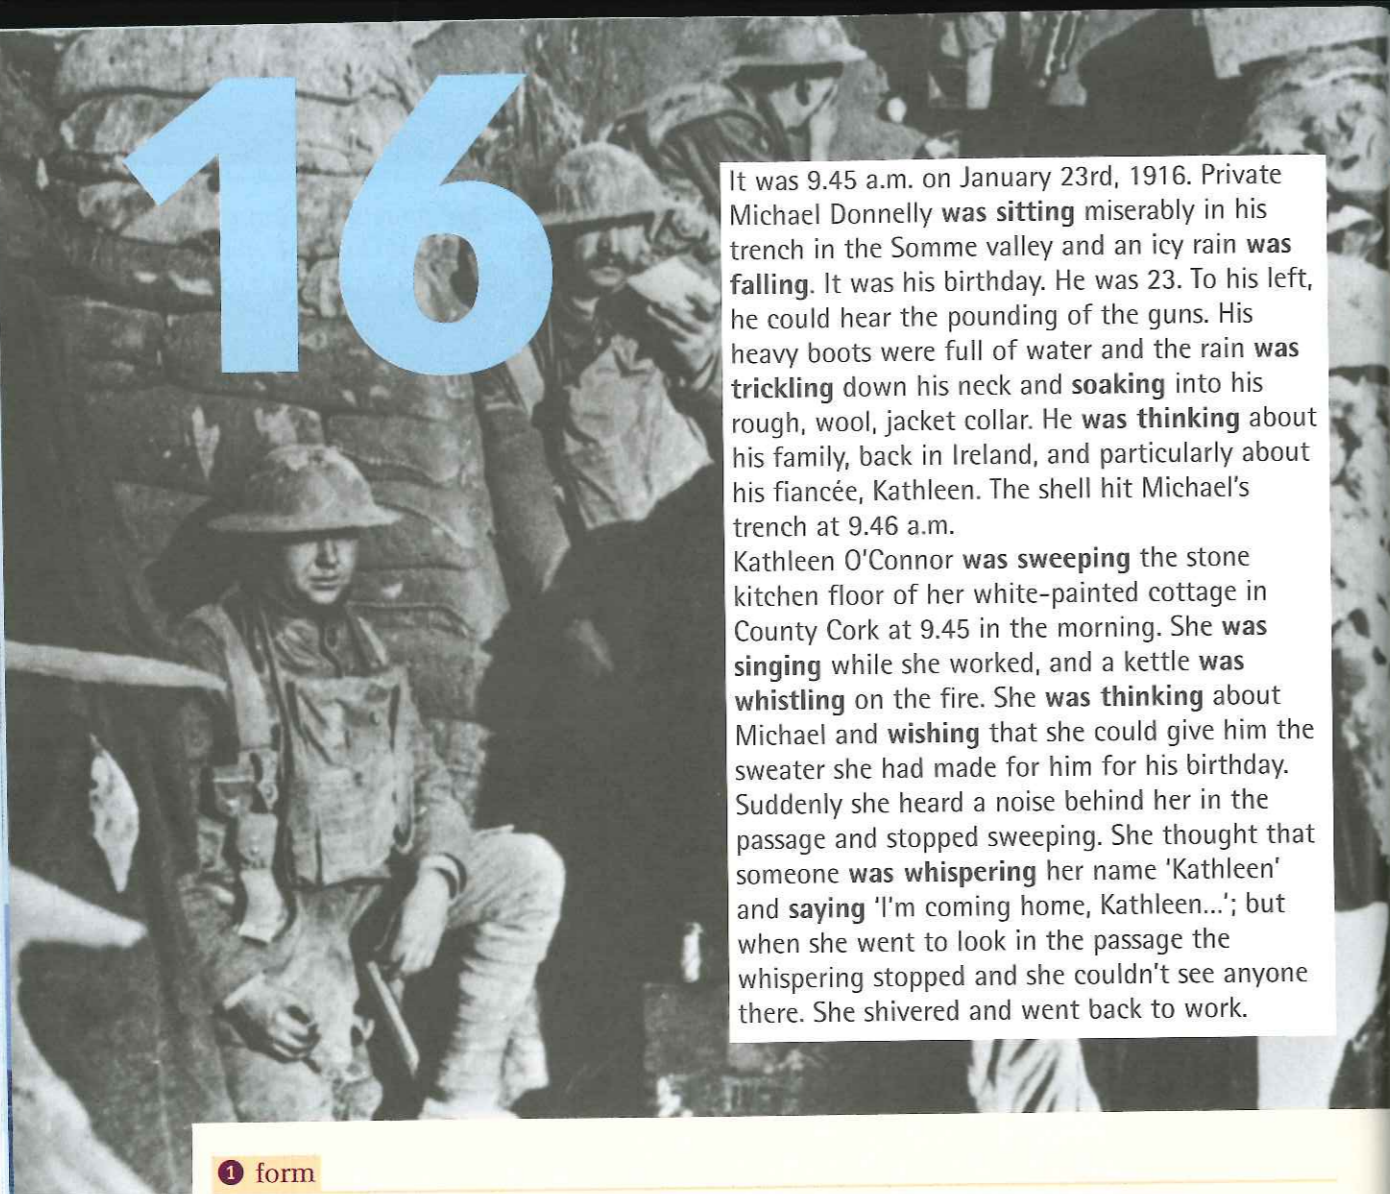 16
It was 9.45 a.m. on January 23rd, 1916. Private
Michael Donnelly was sitting miserably in his
trench in the Somme valley and an icy rain was
falling. It was his birthday. He was 23. To his left,
he could hear the pounding of the guns. His
heavy boots were full of water and the rain was
trickling down his neck and soaking into his
rough, wool, jacket collar. He was thinking about
his family, back in Ireland, and particularly about
his fiancée, Kathleen. The shell hit Michael's
trench at 9.46 a.m.
Kathleen O'Connor was sweeping the stone
kitchen floor of her white-painted cottage in
County Cork at 9.45 in the morning. She was
singing while she worked, and a kettle was
whistling on the fire. She was thinking about
Michael and wishing that she could give him the
sweater she had made for him for his birthday.
Suddenly she heard a noise behind her in the
passage and stopped sweeping. She thought that
someone was whispering her name 'Kathleen'
and saying 'I'm coming home, Kathleen...'; but
when she went to look in the passage the
whispering stopped and she couldn't see anyone
there. She shivered and went back to work.
1 form